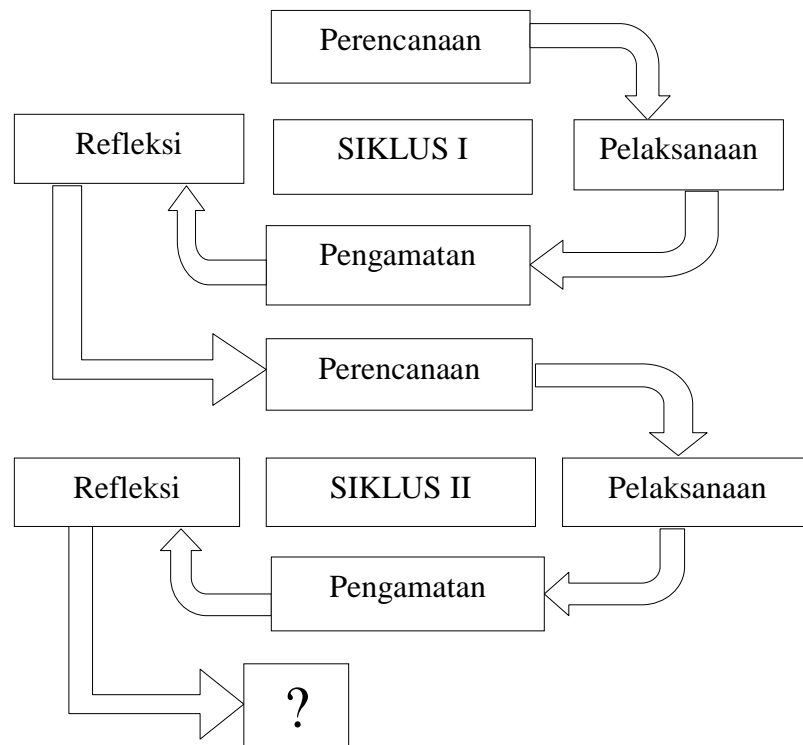 Perencanaan
Refleksi
SIKLUS I
Pelaksanaan
Pengamatan
Perencanaan
Refleksi
SIKLUS II
Pelaksanaan
Pengamatan
?